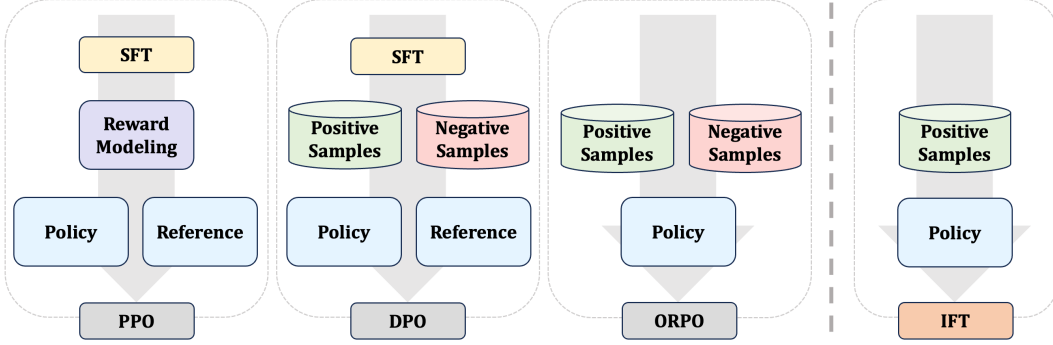 SFT
Reward
Modeling
Policy
Reference
PPO
SFT
Positive
Samples
Negative
Samples
Policy
Reference
DPO
Positive
Samples
Negative
Samples
Policy
ORPO
Positive
Samples
Policy
IFT